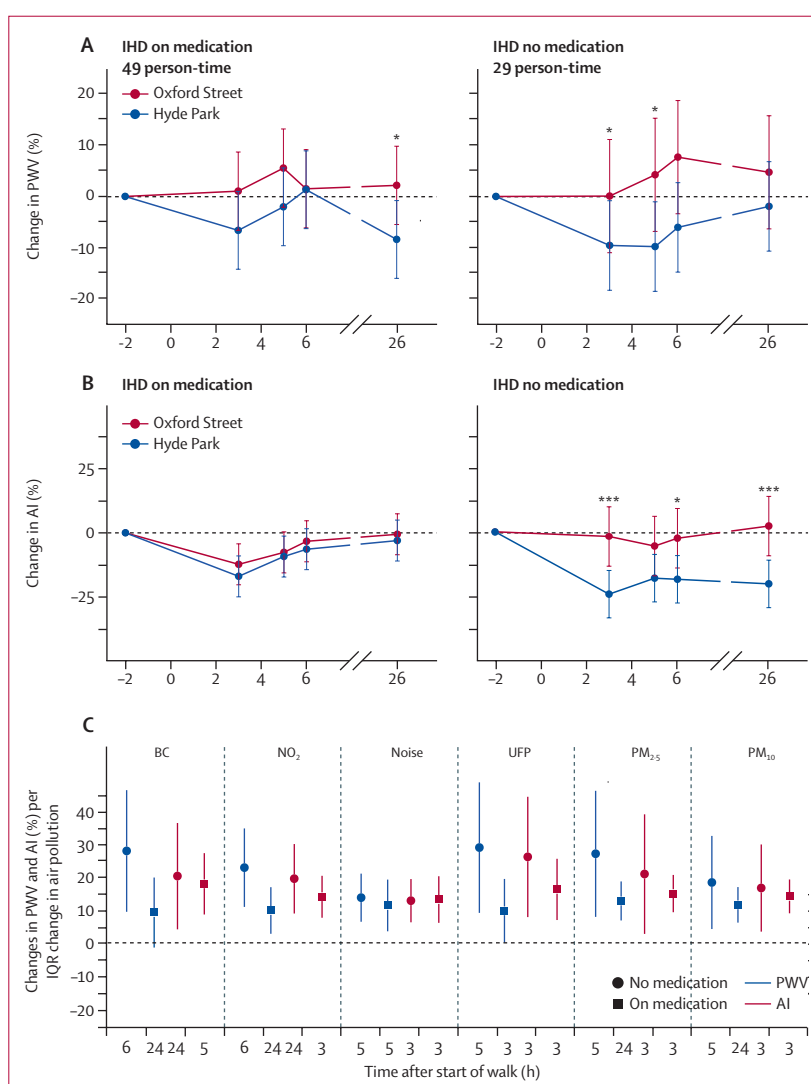 A
IHD on medication
49 person-time
IHD no medication
29 person-time
Oxford Street
Hyde Park
Change in PWV (%)
20
10
0
–10
–20
*
* *
-2 0 2 4 6 26
-2 0 2 4 6 26
B
IHD on medication
IHD no medication
Oxford Street
Hyde Park
Change in AI (%)
25
0
–25
*** * ***
–2 0 2 4 6 26
–2 0 2 4 6 26
C
BC NO₂ Noise UFP PM₂·₅ PM₁₀
Changes in PWV and AI (%) per
IQR change in air pollution
40
30
20
10
0
–10
–20
No medication
On medication
PWV
AI
6 24 24 5 6 24 24 3 5 5 3 3 5 3 3 3 5 24 3 3 5 24 3 3
Time after start of walk (h)